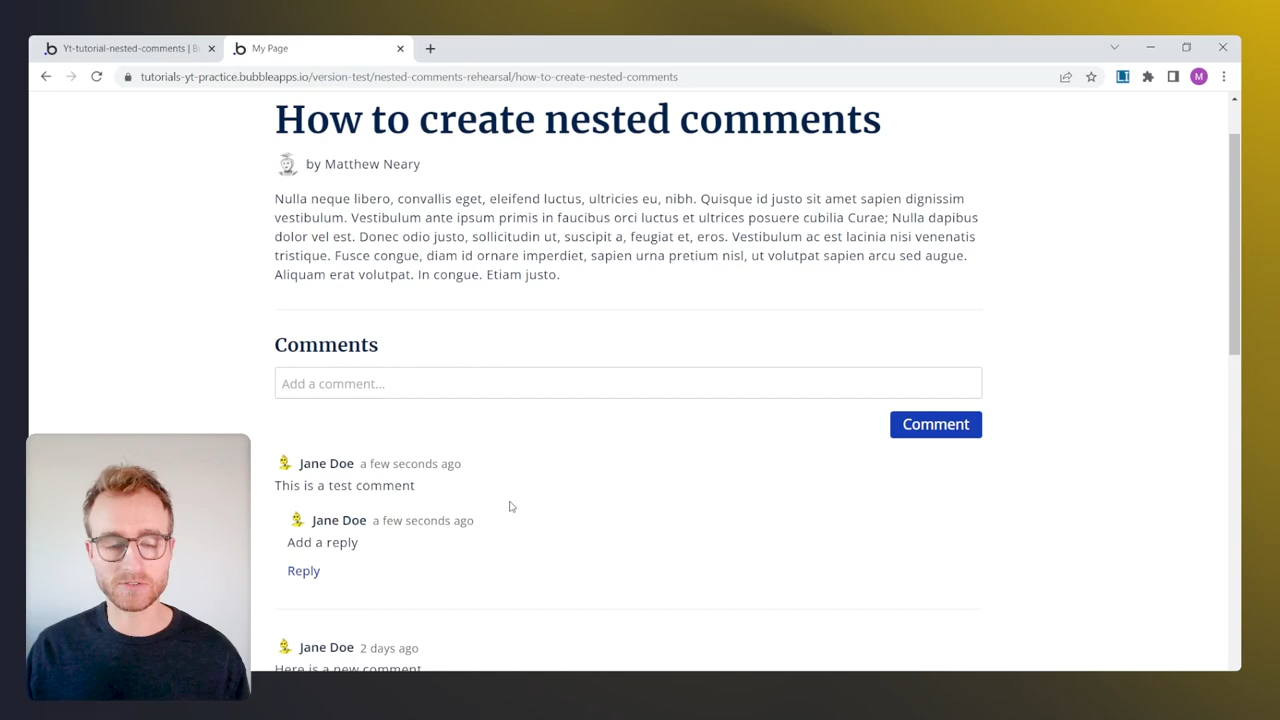 Yt-tutorial-nested-comments | B
My Page
tutorials-yt-practice.bubbleapps.io/version-test/nested-comments-rehearsal/how-to-create-nested-comments
M
How to create nested comments
by Matthew Neary
Nulla neque libero, convallis eget, eleifend luctus, ultricies eu, nibh. Quisque id justo sit amet sapien dignissim
vestibulum. Vestibulum ante ipsum primis in faucibus orci luctus et ultrices posuere cubilia Curae; Nulla dapibus
dolor vel est. Donec odio justo, sollicitudin ut, suscipit a, feugiat et, eros. Vestibulum ac est lacinia nisi venenatis
tristique. Fusce congue, diam id ornare imperdiet, sapien urna pretium nisl, ut volutpat sapien arcu sed augue.
Aliquam erat volutpat. In congue. Etiam justo.
Comments
Add a comment...
Comment
Jane Doe a few seconds ago
This is a test comment
Jane Doe a few seconds ago
Add a reply
Reply
Jane Doe 2 days ago
Here is a new comment